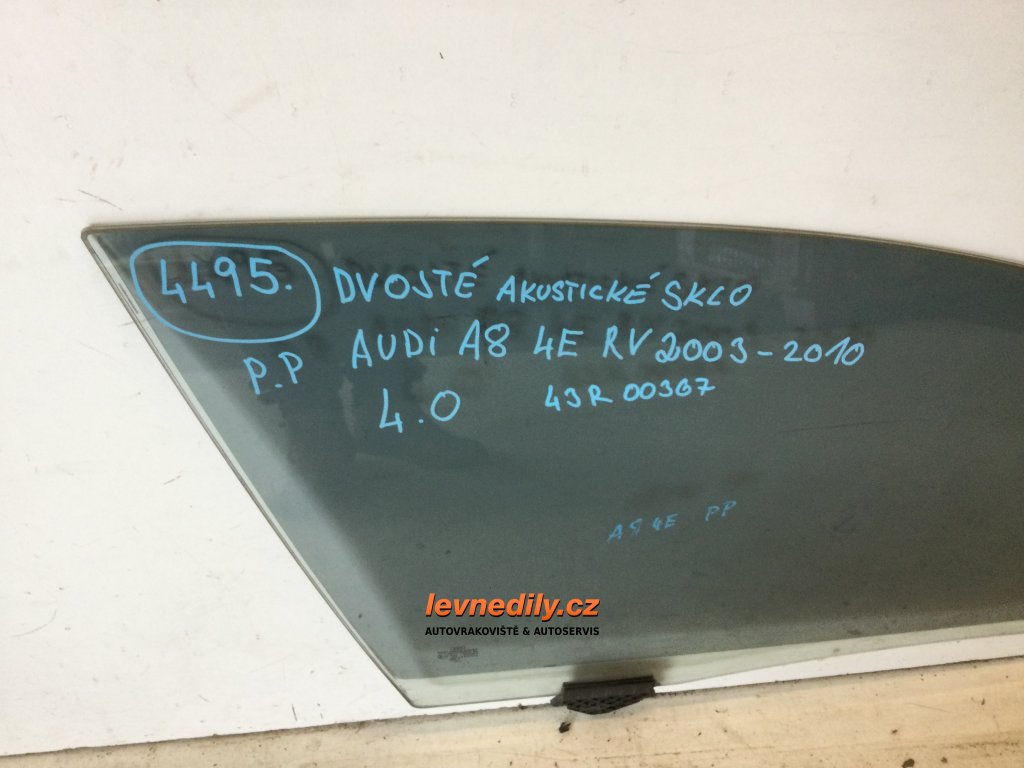 4495. DVOJTÉ AKUSTICKÉ SKLO
P.P AUDi A8 4E RV 2003-2010
4.0 43R 00367
A8 4E PP
levnedily.cz
AUTOVRAKOVIŠTĚ & AUTOSERVIS